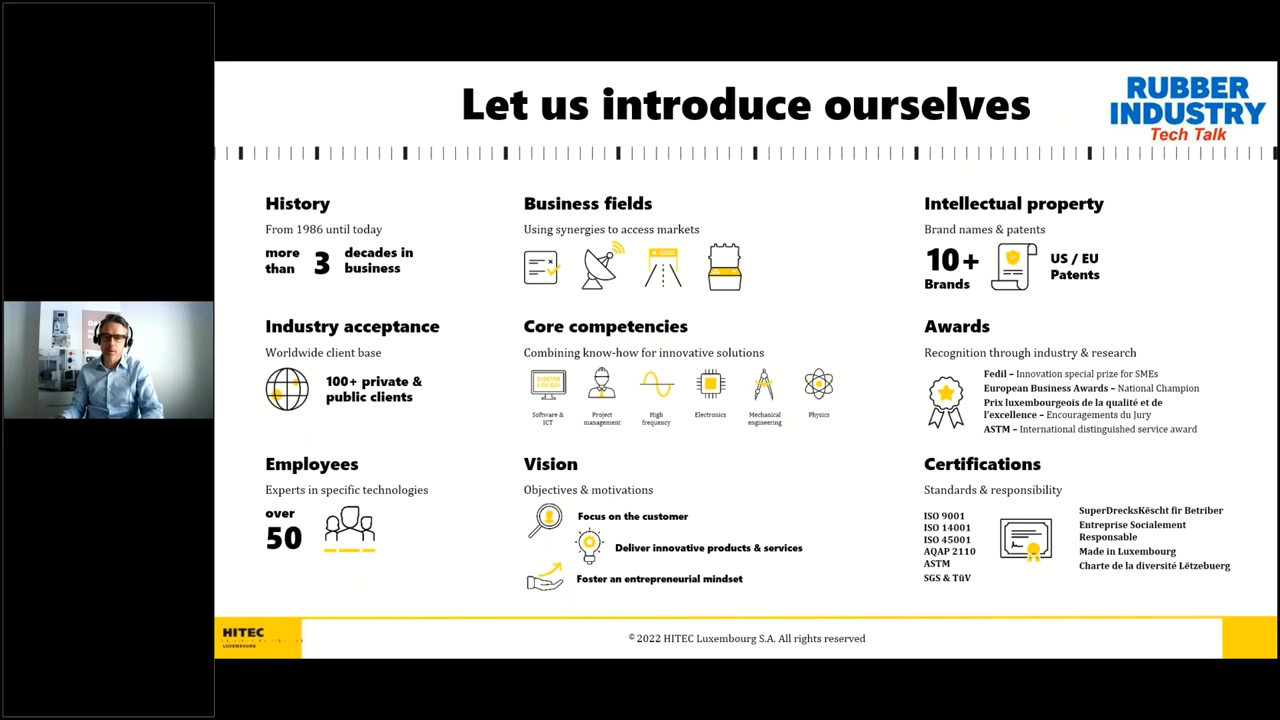 Let us introduce ourselves
RUBBER
INDUSTRY
Tech Talk
History
From 1986 until today
more
than
3
decades in
business
Business fields
Using synergies to access markets
Intellectual property
Brand names & patents
10+
Brands
US / EU
Patents
Industry acceptance
Worldwide client base
100+ private &
public clients
Core competencies
Combining know-how for innovative solutions
Software &
ICT
Project
management
High
frequency
Electronics
Mechanical
engineering
Physics
Awards
Recognition through industry & research
Fedil – Innovation special prize for SMEs
European Business Awards – National Champion
Prix luxembourgeois de la qualité et de
l'excellence – Encouragements du Jury
ASTM – International distinguished service award
Employees
Experts in specific technologies
over
50
Vision
Objectives & motivations
Focus on the customer
Deliver innovative products & services
Foster an entrepreneurial mindset
Certifications
Standards & responsibility
ISO 9001
ISO 14001
ISO 45001
AQAP 2110
ASTM
SGS & TüV
SuperDrecksKëscht fir Betriber
Entreprise Socialement
Responsable
Made in Luxembourg
Charte de la diversité Lëtzebuerg
HITEC
LUXEMBOURG
© 2022 HITEC Luxembourg S.A. All rights reserved